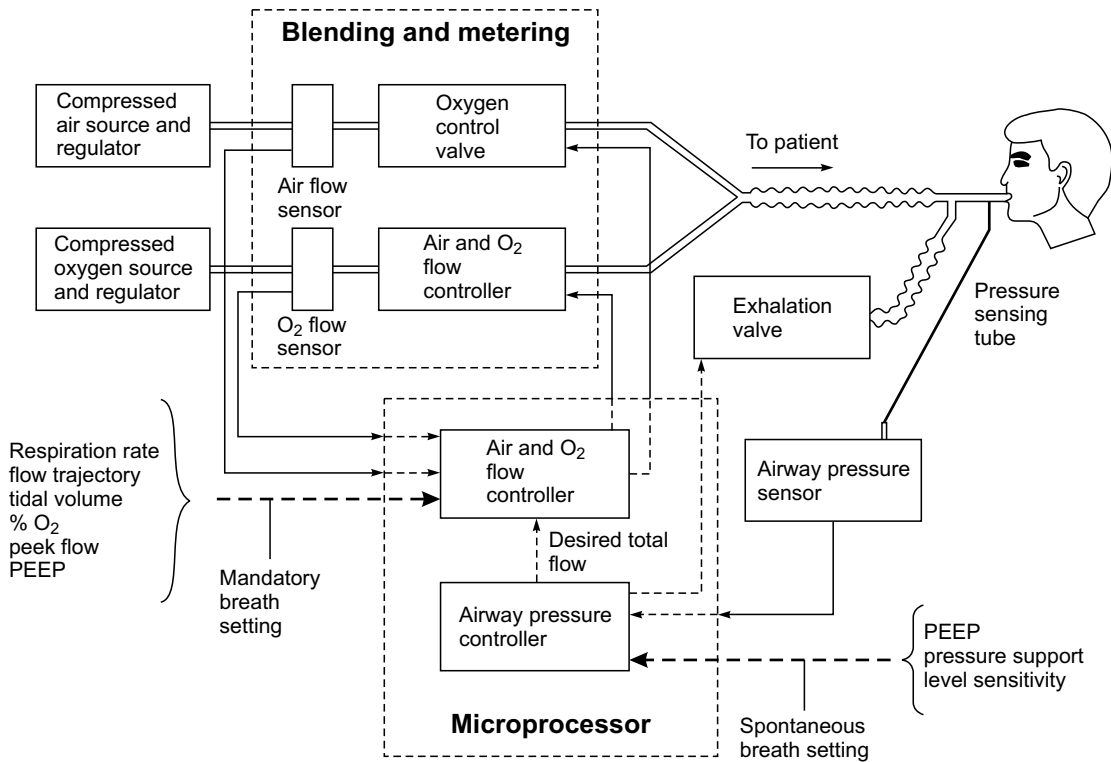 Blending and metering
Compressed
air source and
regulator
Oxygen
control
valve
Air flow
sensor
To patient
Compressed
oxygen source
and regulator
Air and O₂
flow
controller
O₂ flow
sensor
Exhalation
valve
Pressure
sensing
tube
Respiration rate
flow trajectory
tidal volume
% O₂
peek flow
PEEP
Air and O₂
flow
controller
Airway pressure
sensor
Desired total
flow
Mandatory
breath
setting
Airway pressure
controller
PEEP
pressure support
level sensitivity
Microprocessor
Spontaneous
breath setting